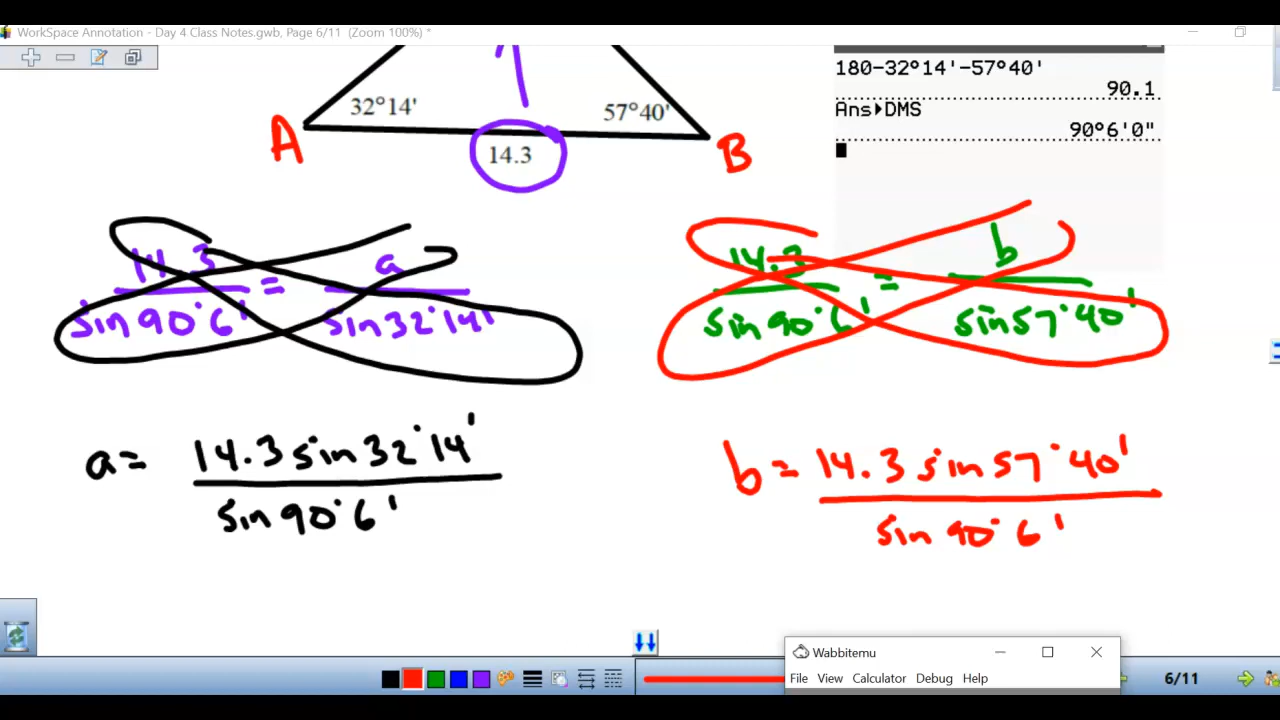 WorkSpace Annotation - Day 4 Class Notes.gwb, Page 6/11 (Zoom 100%) *
180-32°14'-57°40'
90.1
Ans▸DMS
90°6'0"
32°14'
57°40'
A
14.3
B
14.3 / sin 90°6' = a / sin 32°14'
14.3 / sin 90°6' = b / sin 57°40'
a = 14.3 sin 32°14' / sin 90°6'
b = 14.3 sin 57°40' / sin 90°6'
Wabbitemu
File View Calculator Debug Help
6/11